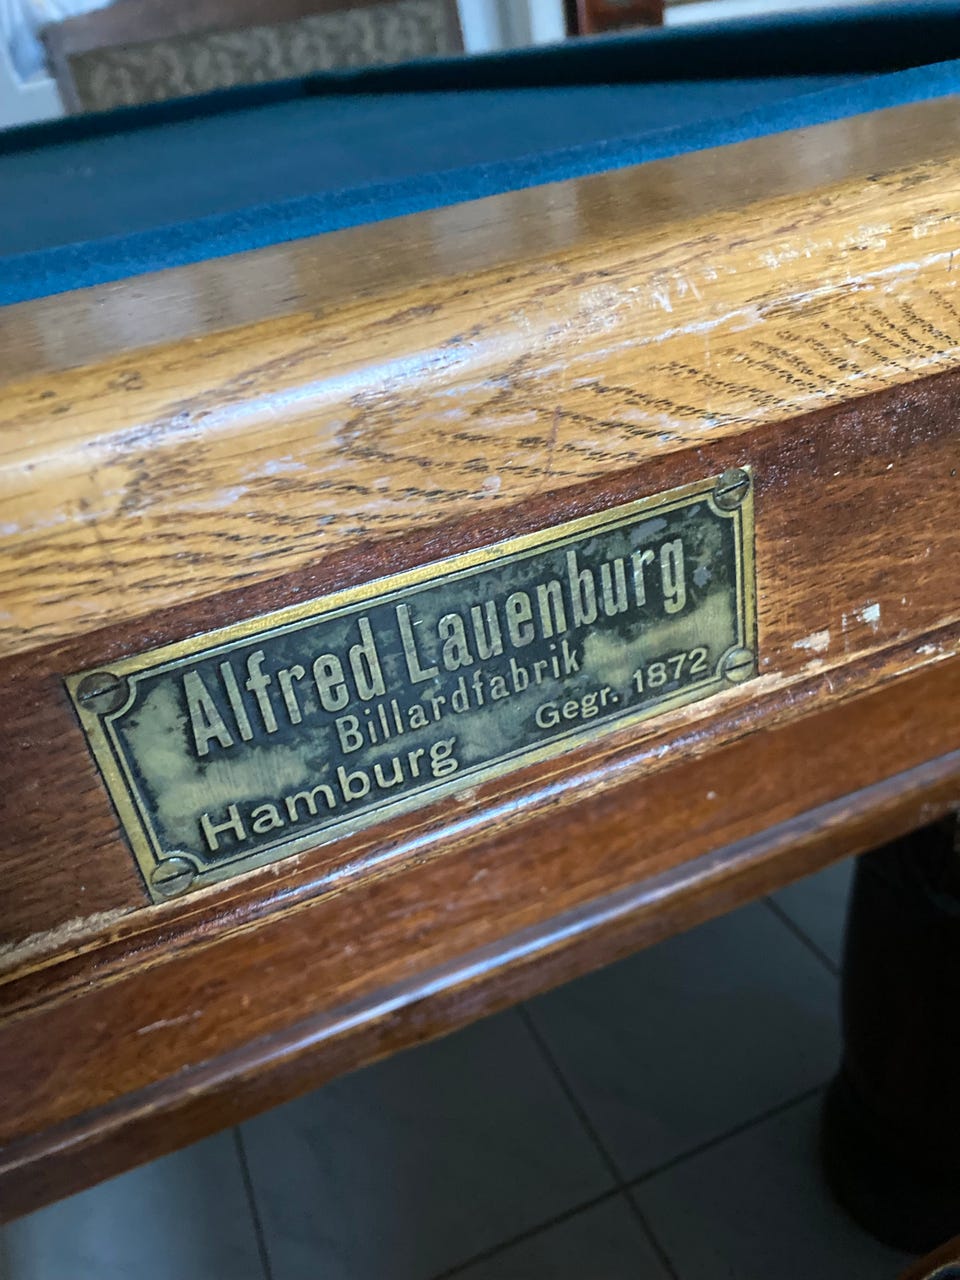 Alfred Lauenburg
Billardfabrik
Hamburg Gegr. 1872